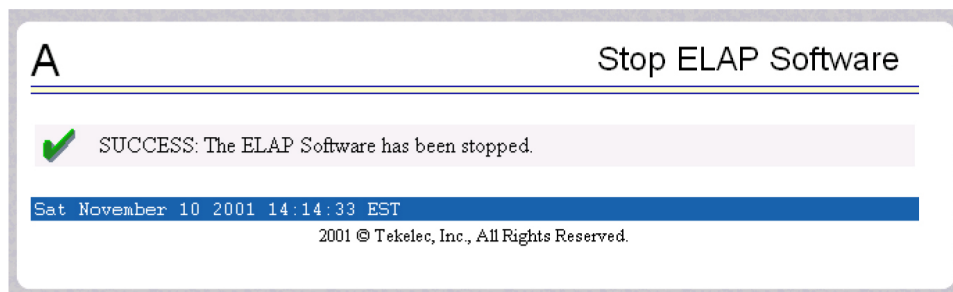 A Stop ELAP Software
SUCCESS: The ELAP Software has been stopped.
Sat November 10 2001 14:14:33 EST
2001 © Tekelec, Inc., All Rights Reserved.